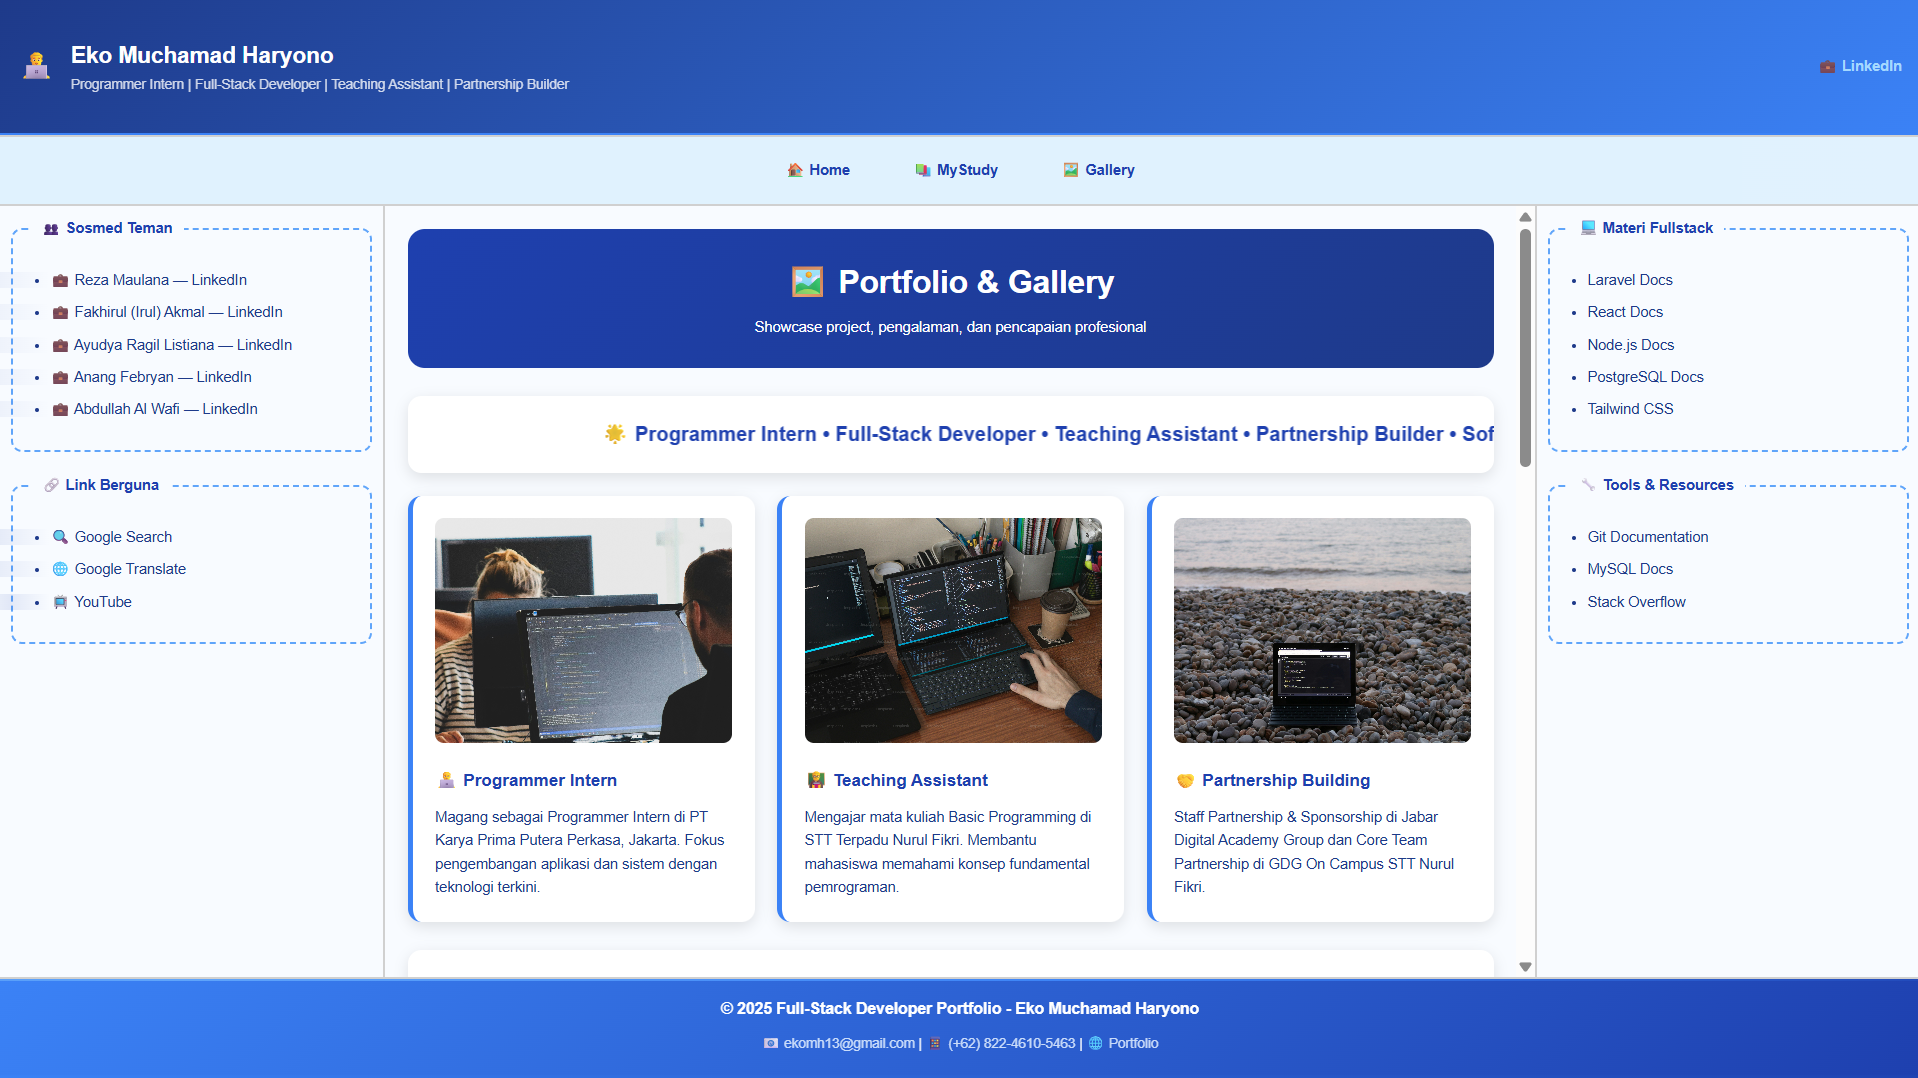 Eko Muchamad Haryono
Programmer Intern | Full-Stack Developer | Teaching Assistant | Partnership Builder
LinkedIn
Home
MyStudy
Gallery
Sosmed Teman
Reza Maulana — LinkedIn
Fakhirul (Irul) Akmal — LinkedIn
Ayudya Ragil Listiana — LinkedIn
Anang Febryan — LinkedIn
Abdullah Al Wafi — LinkedIn
Link Berguna
Google Search
Google Translate
YouTube
Portfolio & Gallery
Showcase project, pengalaman, dan pencapaian profesional
Programmer Intern • Full-Stack Developer • Teaching Assistant • Partnership Builder • Sof
Programmer Intern
Magang sebagai Programmer Intern di PT
Karya Prima Putera Perkasa, Jakarta. Fokus
pengembangan aplikasi dan sistem dengan
teknologi terkini.
Teaching Assistant
Mengajar mata kuliah Basic Programming di
STT Terpadu Nurul Fikri. Membantu
mahasiswa memahami konsep fundamental
pemrograman.
Partnership Building
Staff Partnership & Sponsorship di Jabar
Digital Academy Group dan Core Team
Partnership di GDG On Campus STT Nurul
Fikri.
Materi Fullstack
Laravel Docs
React Docs
Node.js Docs
PostgreSQL Docs
Tailwind CSS
Tools & Resources
Git Documentation
MySQL Docs
Stack Overflow
© 2025 Full-Stack Developer Portfolio - Eko Muchamad Haryono
ekomh13@gmail.com | (+62) 822-4610-5463 | Portfolio